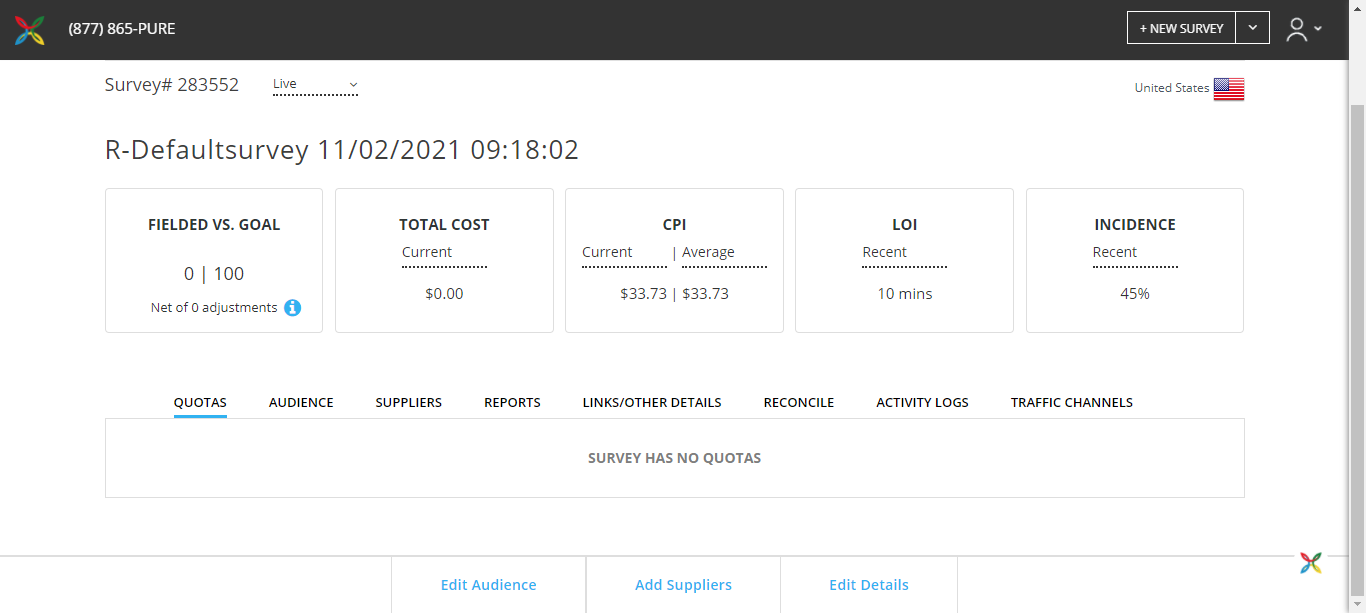 (877) 865-PURE
+ NEW SURVEY
Survey# 283552
Live
United States
R-Defaultsurvey 11/02/2021 09:18:02
FIELDED VS. GOAL
0 | 100
Net of 0 adjustments
TOTAL COST
Current
$0.00
CPI
Current | Average
$33.73 | $33.73
LOI
Recent
10 mins
INCIDENCE
Recent
45%
QUOTAS AUDIENCE SUPPLIERS REPORTS LINKS/OTHER DETAILS RECONCILE ACTIVITY LOGS TRAFFIC CHANNELS
SURVEY HAS NO QUOTAS
Edit Audience Add Suppliers Edit Details